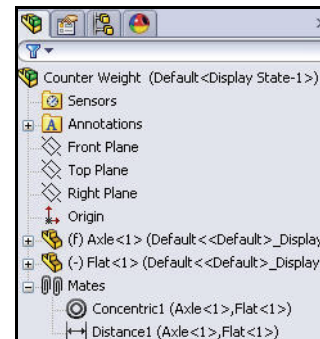 Counter Weight (Default<Display State-1>)
Sensors
A Annotations
Front Plane
Top Plane
Right Plane
Origin
(f) Axle<1> (Default<<Default>_Display
(-) Flat<1> (Default<<Default>_Display
Mates
Concentric1 (Axle<1>,Flat<1>)
Distance1 (Axle<1>,Flat<1>)